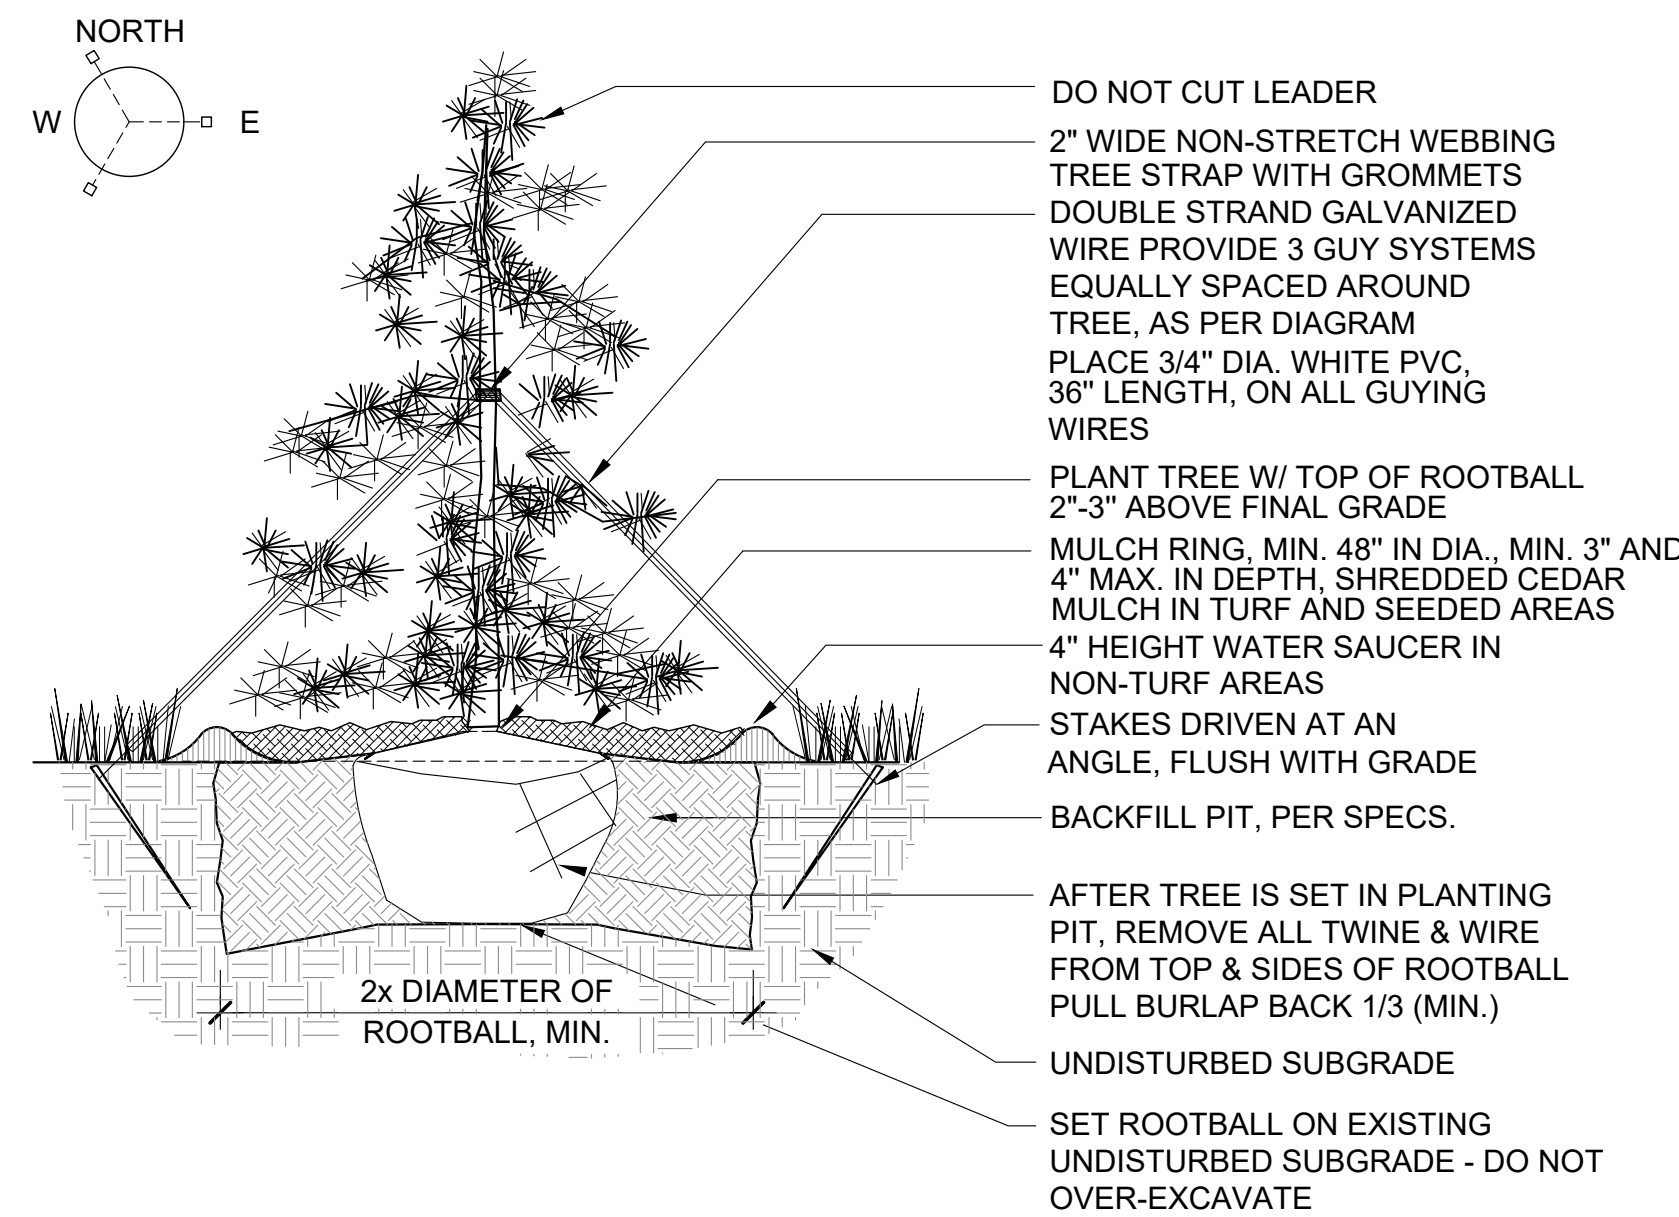 NORTH
W
E
DO NOT CUT LEADER
2" WIDE NON-STRETCH WEBBING
TREE STRAP WITH GROMMETS
DOUBLE STRAND GALVANIZED
WIRE PROVIDE 3 GUY SYSTEMS
EQUALLY SPACED AROUND
TREE, AS PER DIAGRAM
PLACE 3/4" DIA. WHITE PVC,
36" LENGTH, ON ALL GUYING
WIRES
PLANT TREE W/ TOP OF ROOTBALL
2"-3" ABOVE FINAL GRADE
MULCH RING, MIN. 48" IN DIA., MIN. 3" AND
4" MAX. IN DEPTH, SHREDDED CEDAR
MULCH IN TURF AND SEEDED AREAS
4" HEIGHT WATER SAUCER IN
NON-TURF AREAS
STAKES DRIVEN AT AN
ANGLE, FLUSH WITH GRADE
BACKFILL PIT, PER SPECS.
AFTER TREE IS SET IN PLANTING
PIT, REMOVE ALL TWINE & WIRE
FROM TOP & SIDES OF ROOTBALL
PULL BURLAP BACK 1/3 (MIN.)
UNDISTURBED SUBGRADE
SET ROOTBALL ON EXISTING
UNDISTURBED SUBGRADE - DO NOT
OVER-EXCAVATE
2x DIAMETER OF
ROOTBALL, MIN.